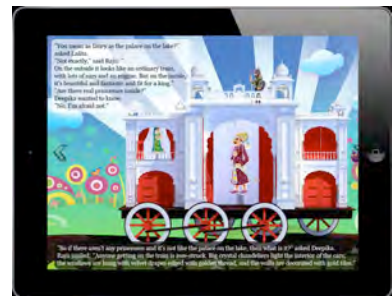 "You mean as fancy as the palace on the lake?"
asked Lalita.
"Not exactly," said Raju.
On the outside it looks like an ordinary train,
with lots of cars and an engine. But on the inside,
it's beautiful and fantastic and fit for a king."
"Are there real princesses inside?"
Deepika wanted to know.
"No, I'm afraid not."
"So if there aren't any princesses and it's not like the palace on the lake, then what is it?" asked Deepika.
Raju smiled. "Anyone getting on the train is awe-struck. Big crystal chandeliers light the interior of the cars,
the windows are hung with velvet drapes edged with golden thread, and the walls are decorated with gold tiles."